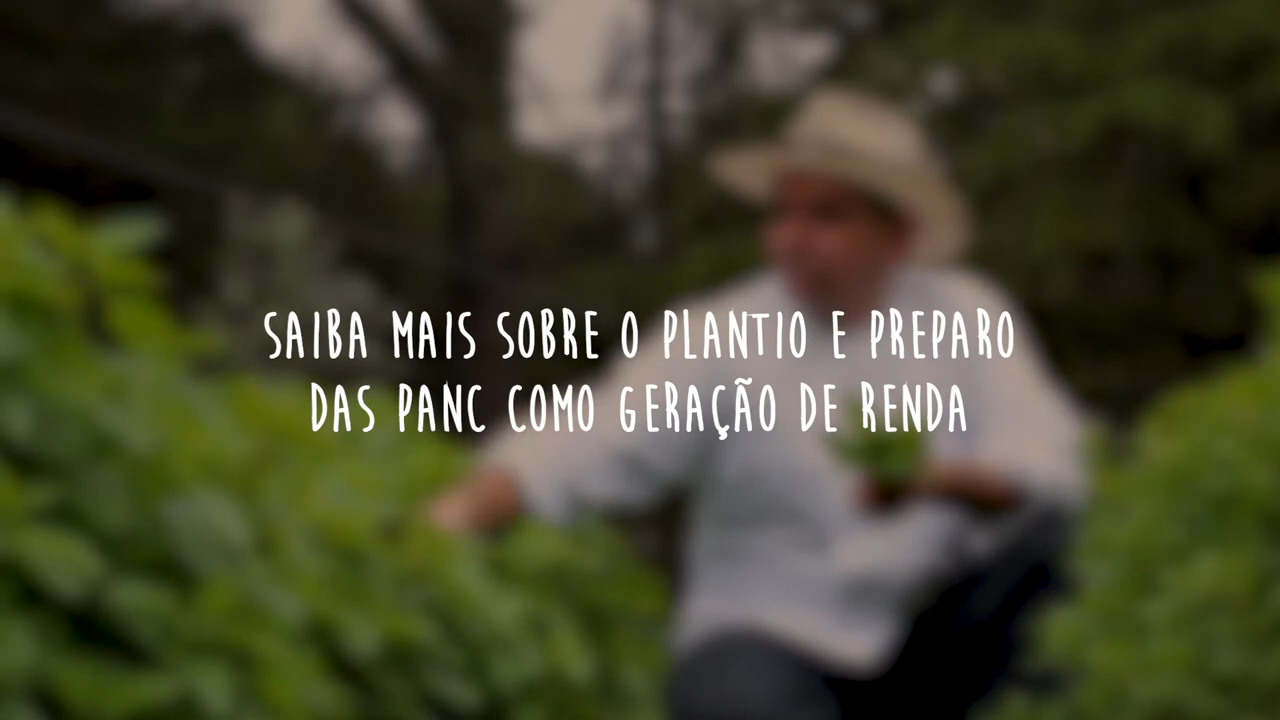 SAIBA MAIS SOBRE O PLANTIO E PREPARO
DAS PANC COMO GERAÇÃO DE RENDA